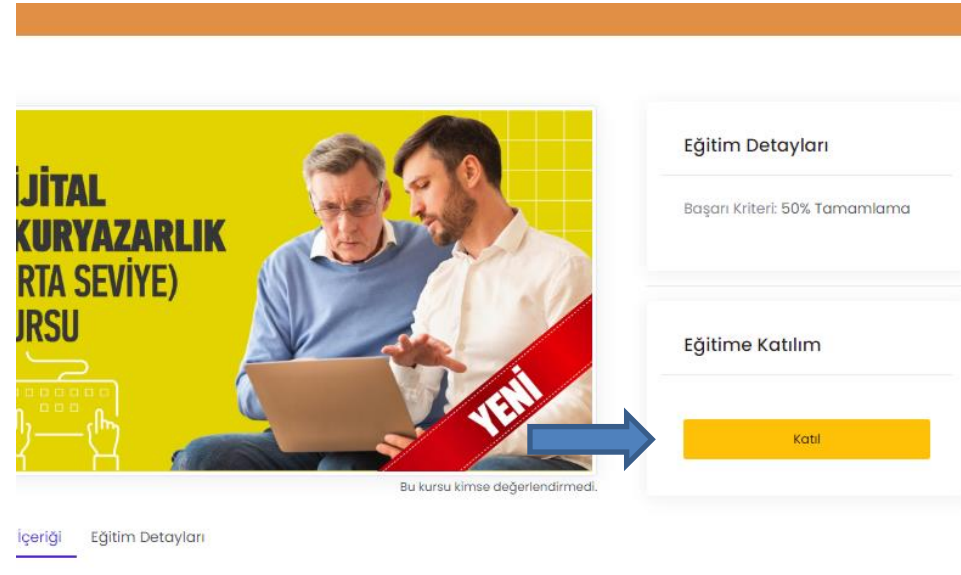 İJİTAL
KURYAZARLIK
RTA SEVİYE)
URSU
YENİ
Bu kursu kimse değerlendirmedi.
Eğitim Detayları
Başarı Kriteri: 50% Tamamlama
Eğitime Katılım
Katıl
İçeriği Eğitim Detayları